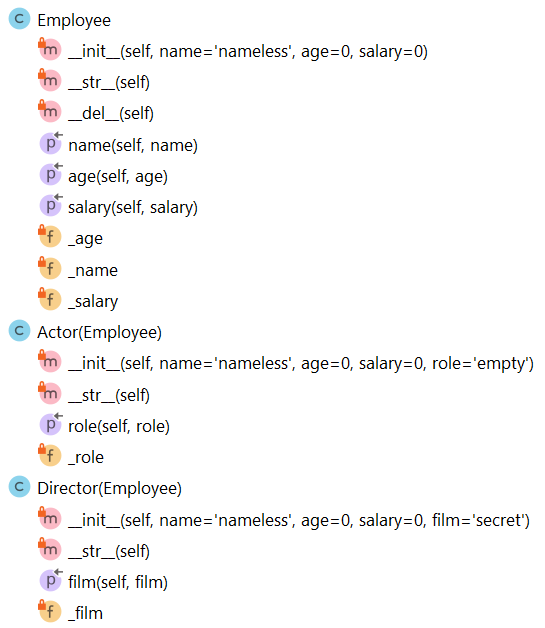 C Employee
m __init__(self, name='nameless', age=0, salary=0)
m __str__(self)
m __del__(self)
p name(self, name)
p age(self, age)
p salary(self, salary)
f _age
f _name
f _salary
C Actor(Employee)
m __init__(self, name='nameless', age=0, salary=0, role='empty')
m __str__(self)
p role(self, role)
f _role
C Director(Employee)
m __init__(self, name='nameless', age=0, salary=0, film='secret')
m __str__(self)
p film(self, film)
f _film